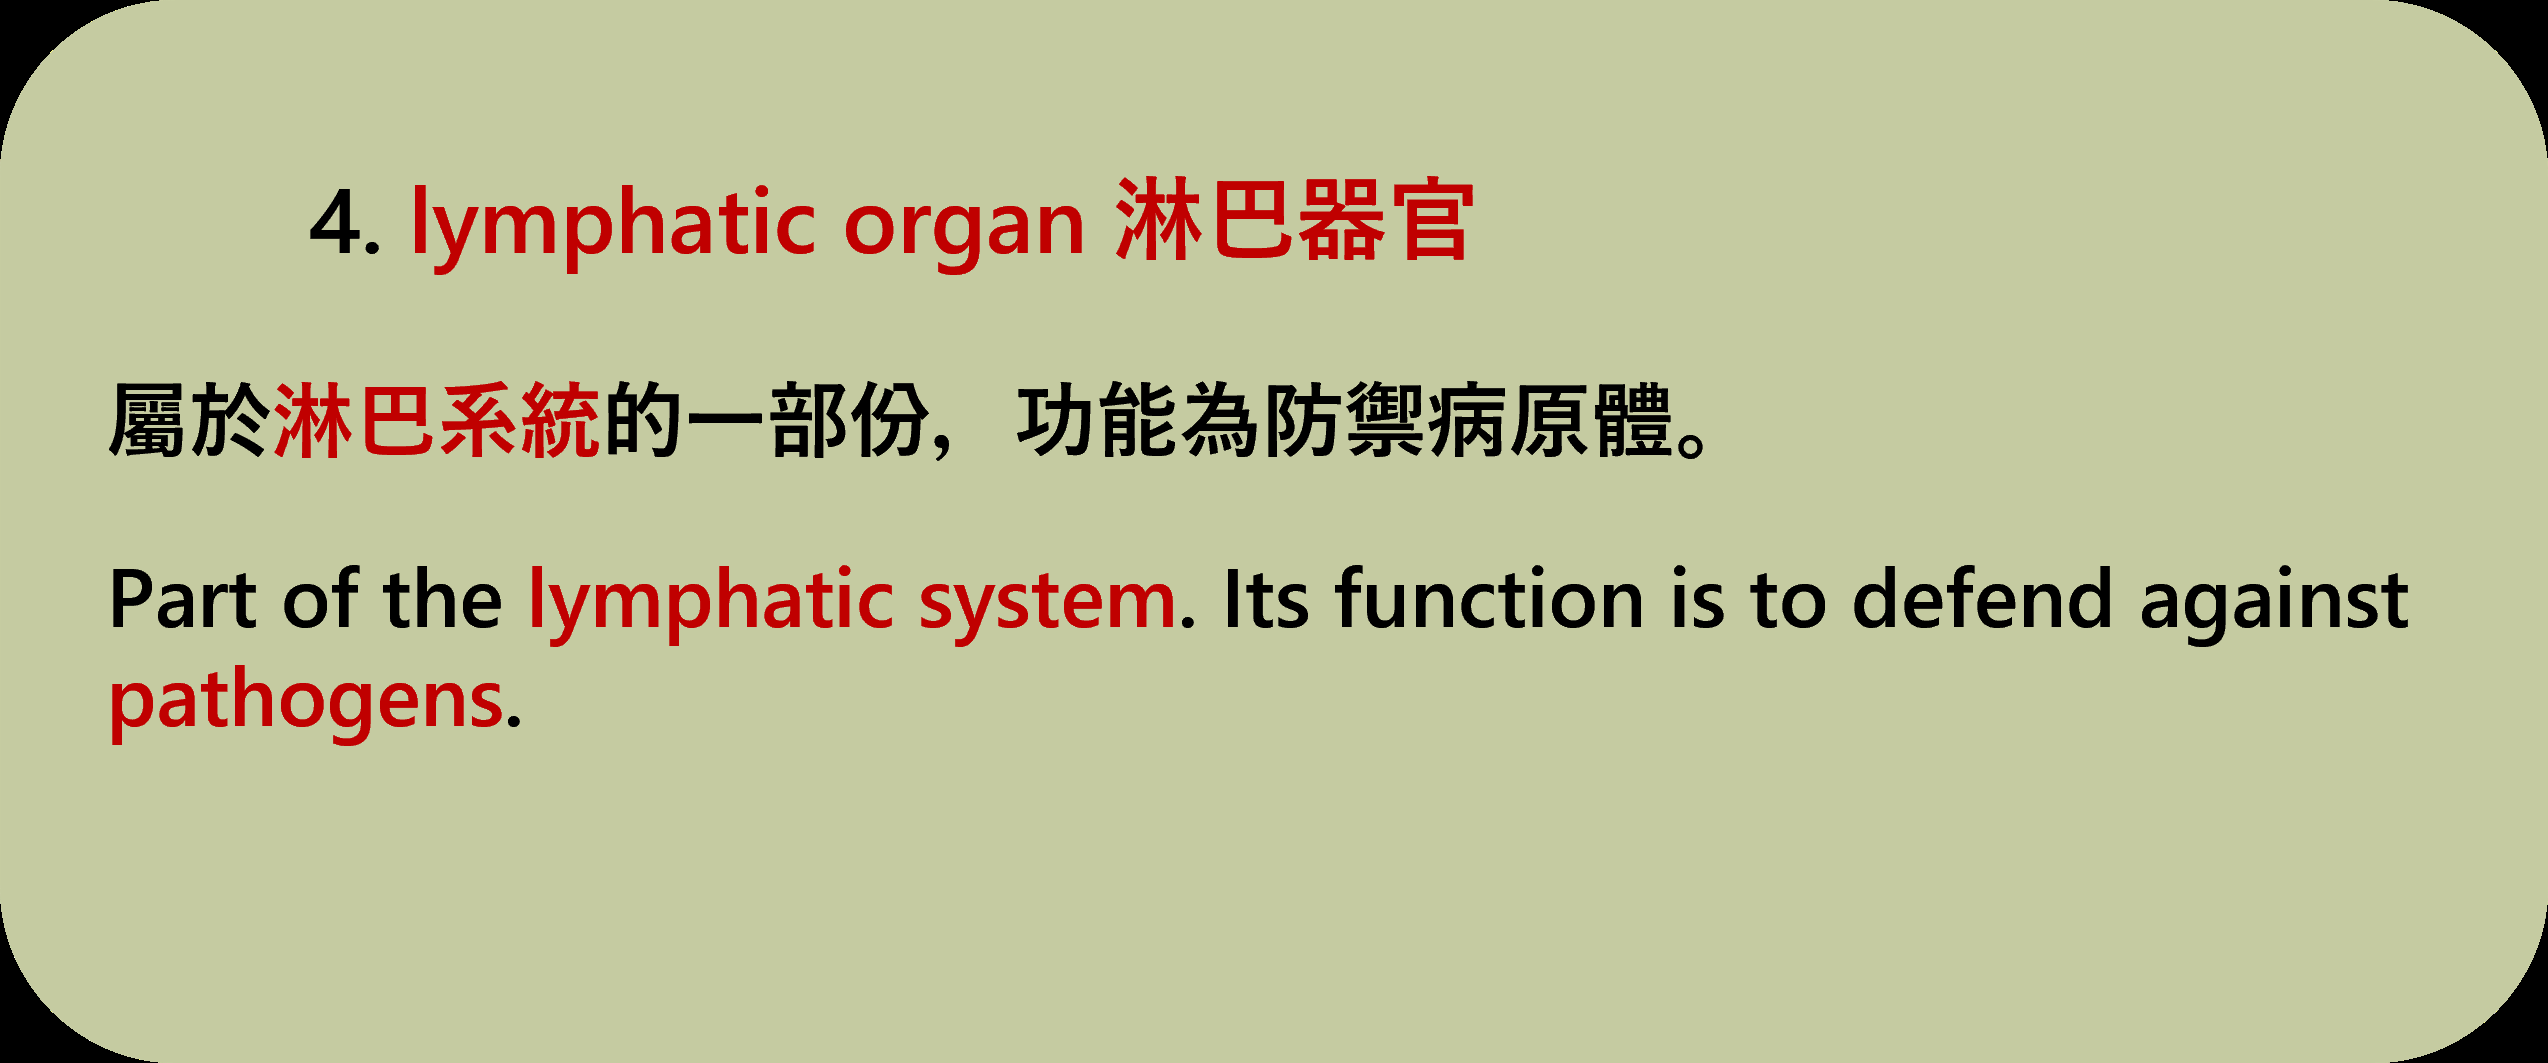 4. lymphatic organ 淋巴器官
屬於淋巴系統的一部份，功能為防禦病原體。
Part of the lymphatic system. Its function is to defend against
pathogens.